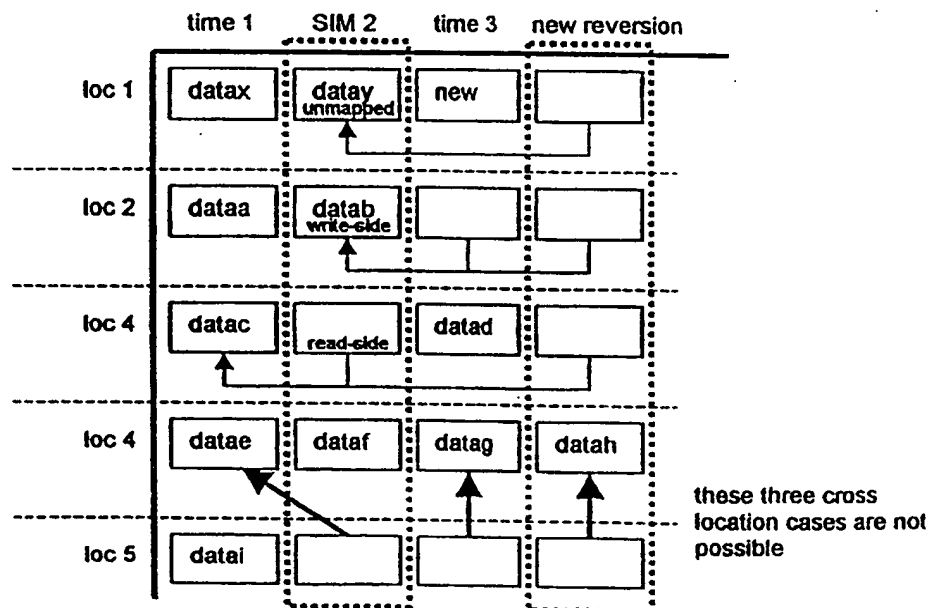 time 1 SIM 2 time 3 new reversion
loc 1 datax datay new
unmapped
loc 2 dataa datab
write-side
loc 4 datac datad
read-side
loc 4 datae dataf datag datah
these three cross
location cases are not
possible
loc 5 datai